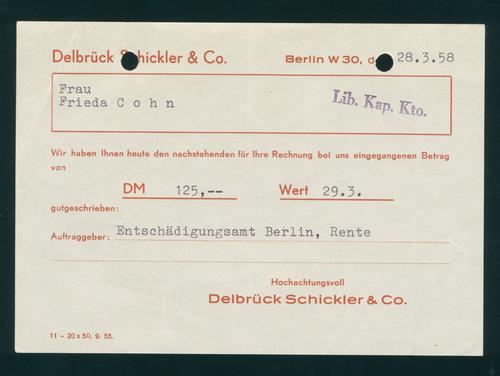 Delbrück Schickler & Co.
Berlin W 30, d 28.3.58
Frau
Frieda C o h n
Lib. Kap. Kto.
Wir haben Ihnen heute den nachstehenden für Ihre Rechnung bei uns eingegangenen Betrag
von
DM 125,-- Wert 29.3.
gutgeschrieben:
Auftraggeber: Entschädigungsamt Berlin, Rente
Hochachtungsvoll
Delbrück Schickler & Co.
11 – 20 x 50, 9. 55.